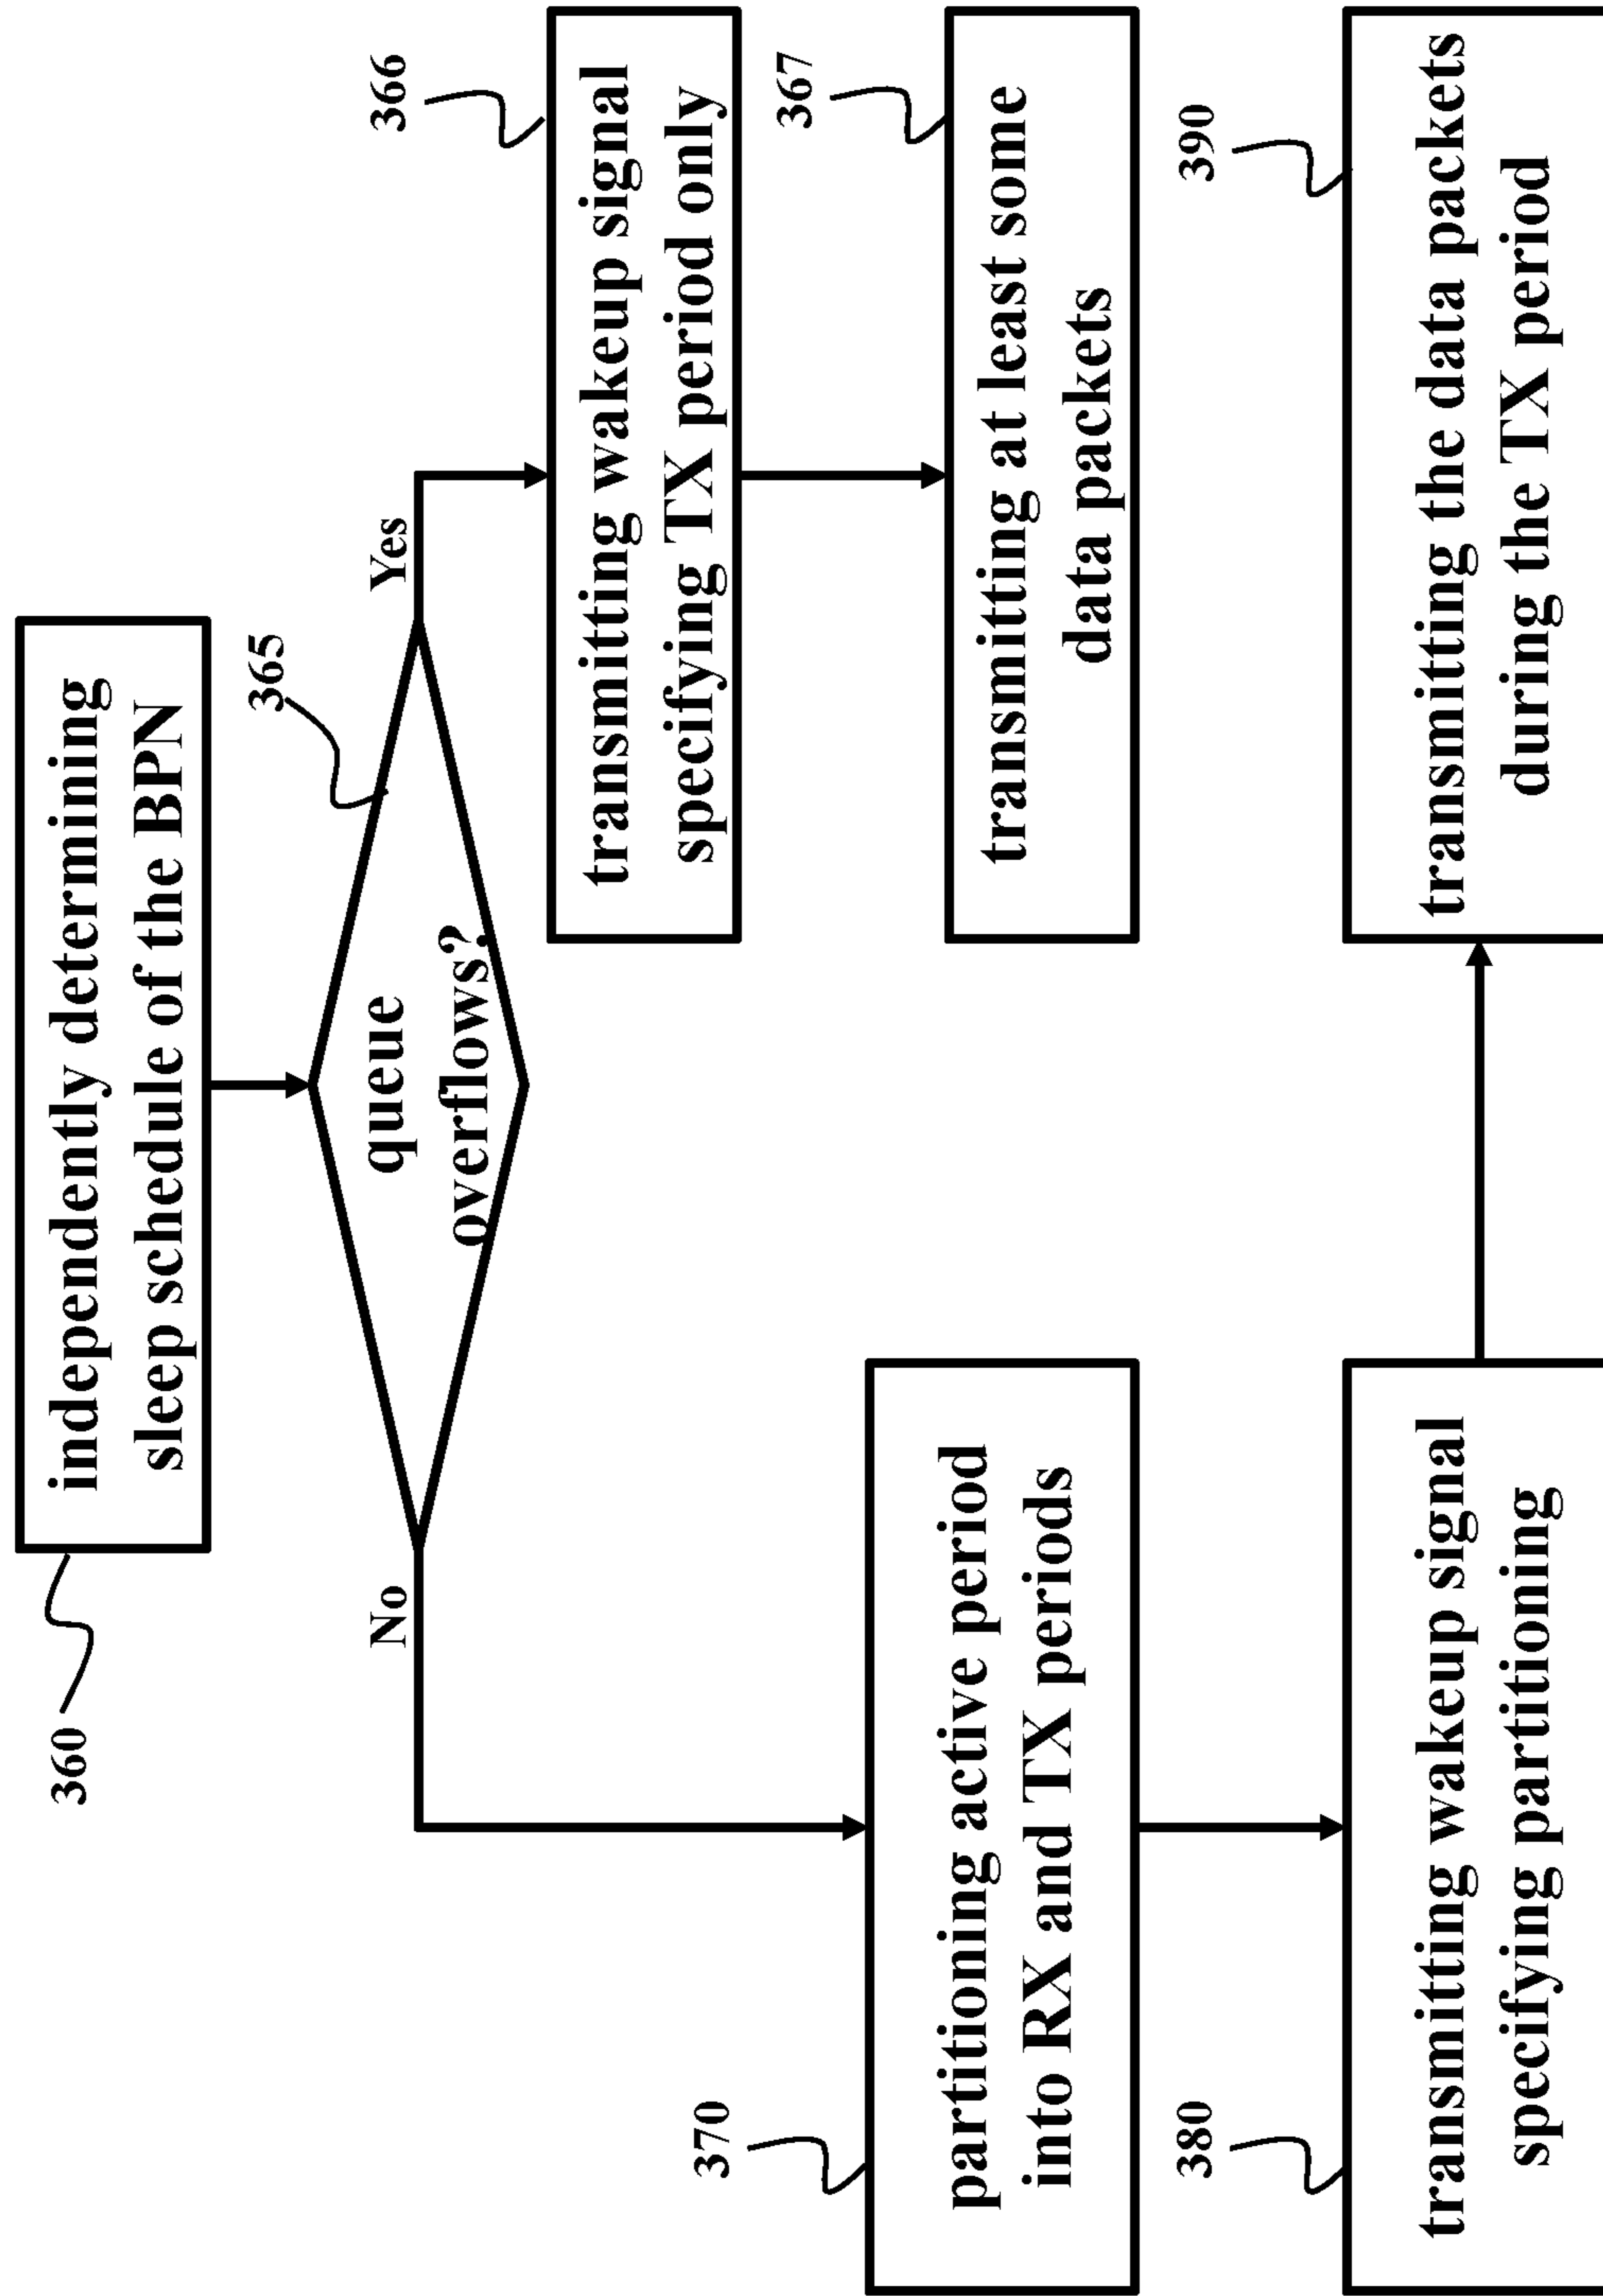 360
independently determining
sleep schedule of the BPN
365
queue
overflows?
Yes
366
transmitting wakeup signal
specifying TX period only
367
transmitting at least some
data packets
No
370
partitioning active period
into RX and TX periods
380
transmitting wakeup signal
specifying partitioning
390
transmitting the data packets
during the TX period